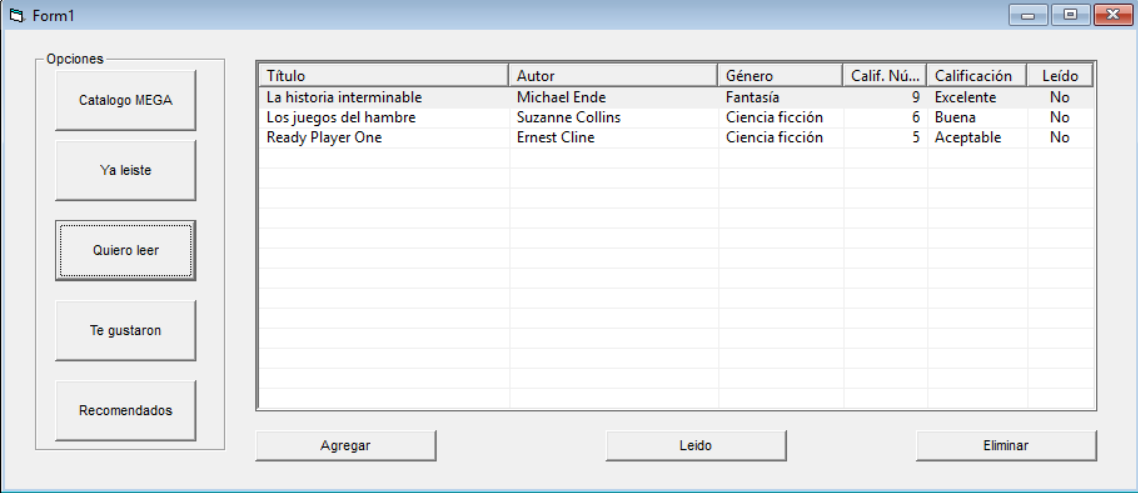 Form1
Opciones
Catalogo MEGA
Ya leiste
Quiero leer
Te gustaron
Recomendados
Título Autor Género Calif. Nú... Calificación Leído
La historia interminable Michael Ende Fantasía 9 Excelente No
Los juegos del hambre Suzanne Collins Ciencia ficción 6 Buena No
Ready Player One Ernest Cline Ciencia ficción 5 Aceptable No
Agregar Leido Eliminar